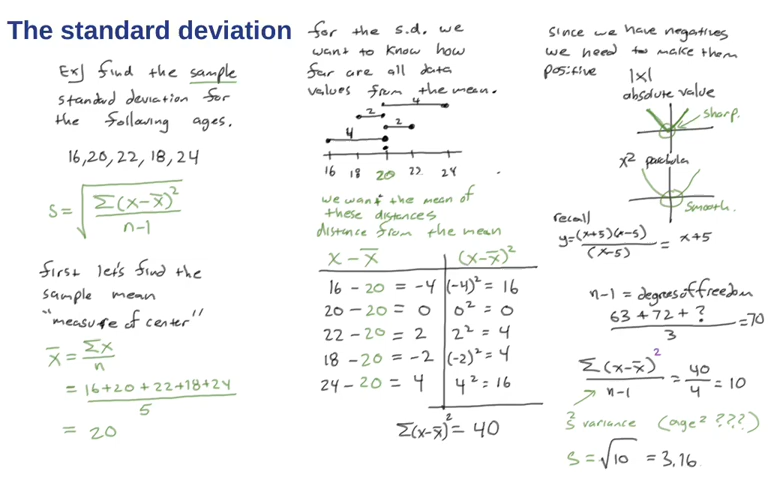 The standard deviation
Ex] find the sample
standard deviation for
the following ages.
16, 20, 22, 18, 24
s = √(Σ(x-x̄)²/(n-1))
first let's find the
sample mean
"measure of center"
x̄ = Σx/n
= (16+20+22+18+24)/5
= 20
for the s.d. we
want to know how
far are all data
values from the mean.
4
2
2
4
16 18 20 22 24
we want the mean of
these distances
distance from the mean
x - x̄ (x-x̄)²
16 - 20 = -4 (-4)² = 16
20 - 20 = 0 0² = 0
22 - 20 = 2 2² = 4
18 - 20 = -2 (-2)² = 4
24 - 20 = 4 4² = 16
Σ(x-x̄)² = 40
since we have negatives
we need to make them
positive |x|
absolute value
sharp.
x² parabola
smooth.
recall
y = (x+5)(x-5)/(x-5) = x+5
n-1 = degrees of freedom
(63 + 72 + ?)/3 = 70
Σ(x-x̄)²/(n-1) = 40/4 = 10
s² variance (age² ???)
s = √10 = 3.16